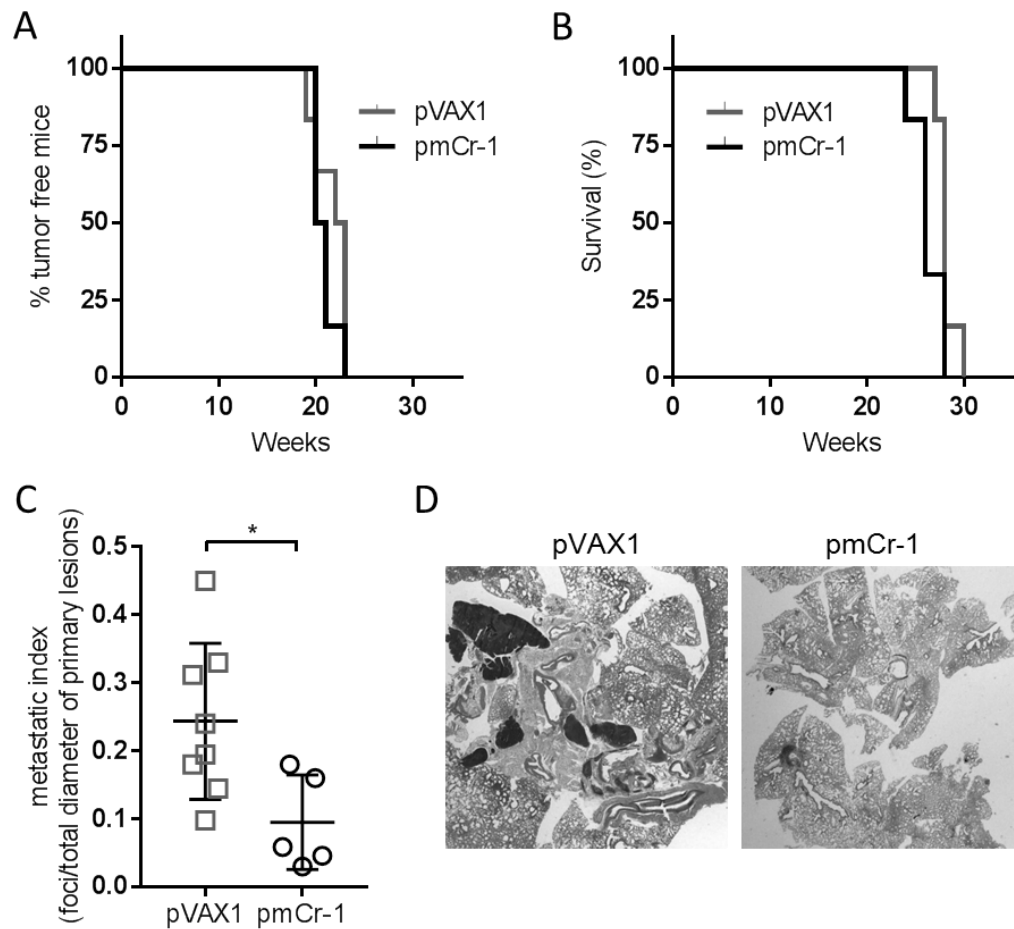 A
% tumor free mice
100
75
50
25
0
0 10 20 30
Weeks
pVAX1
pmCr-1
B
Survival (%)
100
75
50
25
0
0 10 20 30
Weeks
pVAX1
pmCr-1
C
metastatic index
(foci/total diameter of primary lesions)
0.5
0.4
0.3
0.2
0.1
0.0
*
pVAX1 pmCr-1
D
pVAX1 pmCr-1